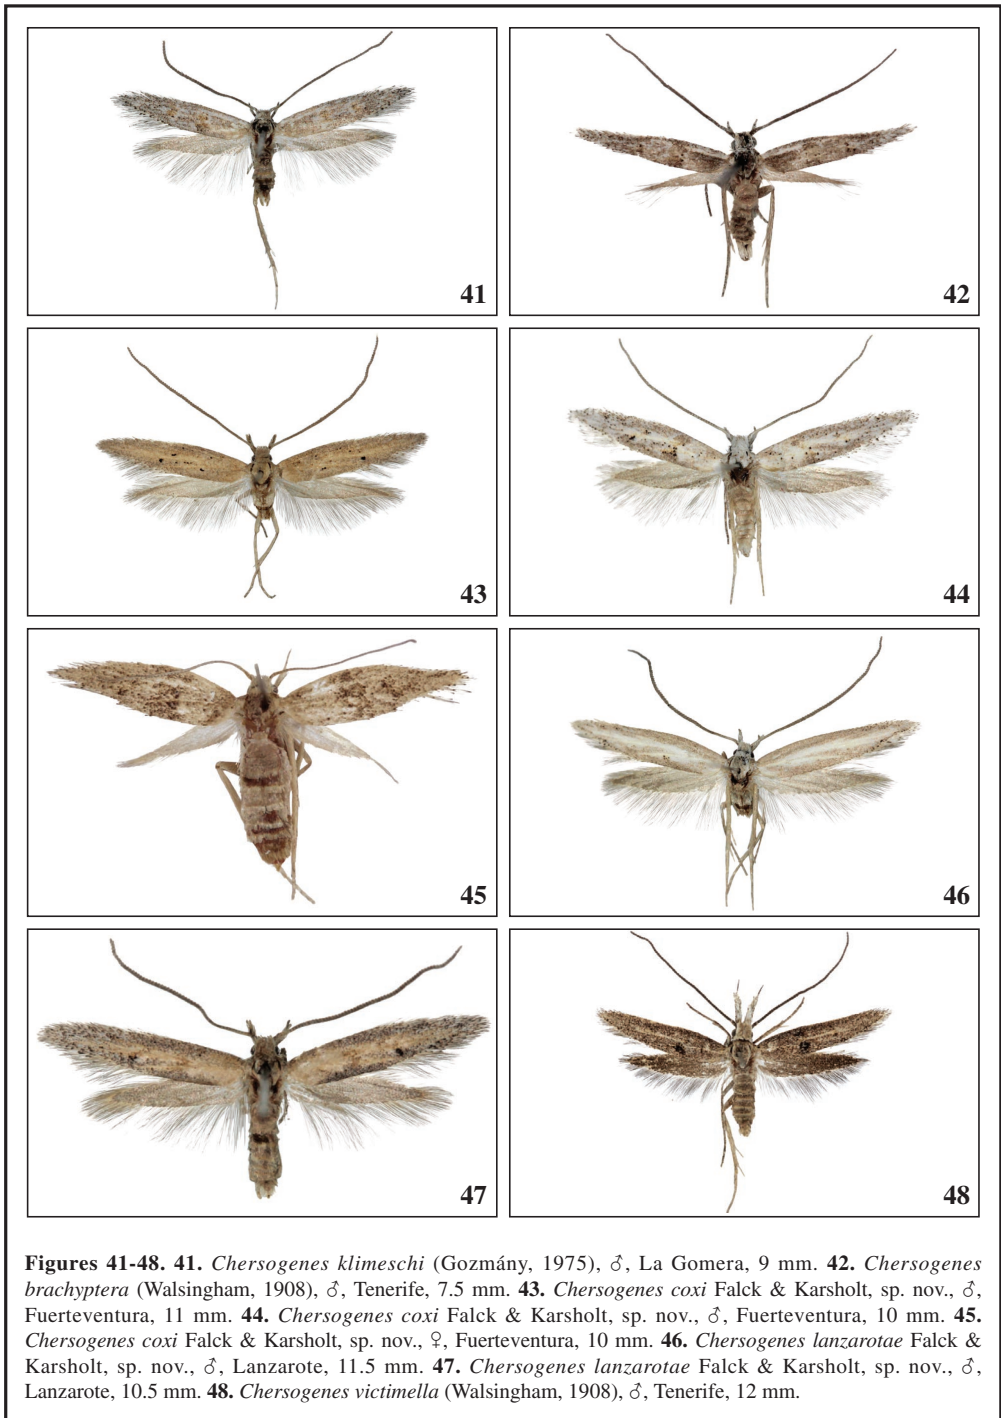 41
42
43
44
45
46
47
48
Figures 41-48. 41. Chersogenes klimeschi (Gozmány, 1975), ♂, La Gomera, 9 mm. 42. Chersogenes
brachyptera (Walsingham, 1908), ♂, Tenerife, 7.5 mm. 43. Chersogenes coxi Falck & Karsholt, sp. nov., ♂,
Fuerteventura, 11 mm. 44. Chersogenes coxi Falck & Karsholt, sp. nov., ♂, Fuerteventura, 10 mm. 45.
Chersogenes coxi Falck & Karsholt, sp. nov., ♀, Fuerteventura, 10 mm. 46. Chersogenes lanzarotae Falck &
Karsholt, sp. nov., ♂, Lanzarote, 11.5 mm. 47. Chersogenes lanzarotae Falck & Karsholt, sp. nov., ♂,
Lanzarote, 10.5 mm. 48. Chersogenes victimella (Walsingham, 1908), ♂, Tenerife, 12 mm.